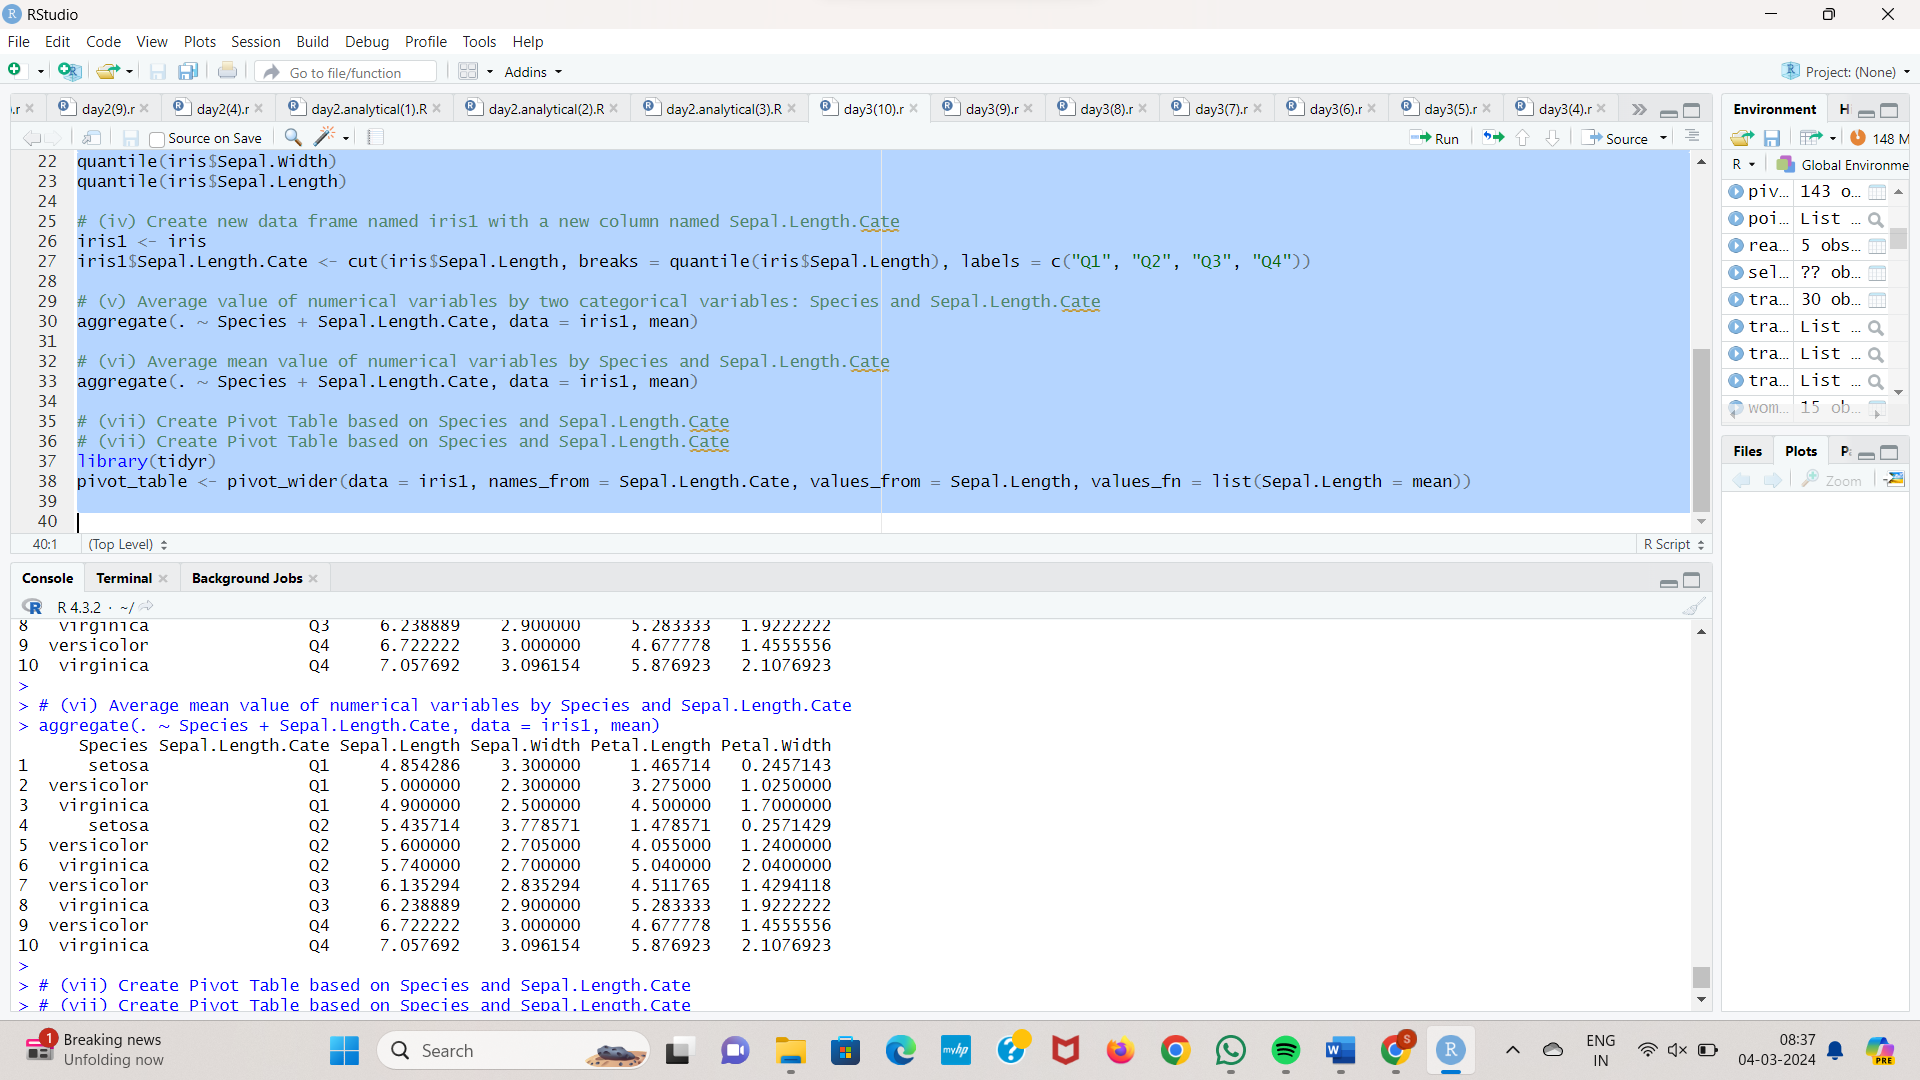 RStudio
File Edit Code View Plots Session Build Debug Profile Tools Help
Go to file/function Addins Project: (None)
.r day2(9).r day2(4).r day2.analytical(1).R day2.analytical(2).R day2.analytical(3).R day3(10).r day3(9).r day3(8).r day3(7).r day3(6).r day3(5).r day3(4).r
Source on Save Run Source
22 quantile(iris$Sepal.Width)
23 quantile(iris$Sepal.Length)
24
25 # (iv) Create new data frame named iris1 with a new column named Sepal.Length.Cate
26 iris1 <- iris
27 iris1$Sepal.Length.Cate <- cut(iris$Sepal.Length, breaks = quantile(iris$Sepal.Length), labels = c("Q1", "Q2", "Q3", "Q4"))
28
29 # (v) Average value of numerical variables by two categorical variables: Species and Sepal.Length.Cate
30 aggregate(. ~ Species + Sepal.Length.Cate, data = iris1, mean)
31
32 # (vi) Average mean value of numerical variables by Species and Sepal.Length.Cate
33 aggregate(. ~ Species + Sepal.Length.Cate, data = iris1, mean)
34
35 # (vii) Create Pivot Table based on Species and Sepal.Length.Cate
36 # (vii) Create Pivot Table based on Species and Sepal.Length.Cate
37 library(tidyr)
38 pivot_table <- pivot_wider(data = iris1, names_from = Sepal.Length.Cate, values_from = Sepal.Length, values_fn = list(Sepal.Length = mean))
39
40
40:1 (Top Level) R Script
Console Terminal Background Jobs
R 4.3.2 · ~/
8 virginica Q3 6.238889 2.900000 5.283333 1.9222222
9 versicolor Q4 6.722222 3.000000 4.677778 1.4555556
10 virginica Q4 7.057692 3.096154 5.876923 2.1076923
>
> # (vi) Average mean value of numerical variables by Species and Sepal.Length.Cate
> aggregate(. ~ Species + Sepal.Length.Cate, data = iris1, mean)
Species Sepal.Length.Cate Sepal.Length Sepal.Width Petal.Length Petal.Width
1 setosa Q1 4.854286 3.300000 1.465714 0.2457143
2 versicolor Q1 5.000000 2.300000 3.275000 1.0250000
3 virginica Q1 4.900000 2.500000 4.500000 1.7000000
4 setosa Q2 5.435714 3.778571 1.478571 0.2571429
5 versicolor Q2 5.600000 2.705000 4.055000 1.2400000
6 virginica Q2 5.740000 2.700000 5.040000 2.0400000
7 versicolor Q3 6.135294 2.835294 4.511765 1.4294118
8 virginica Q3 6.238889 2.900000 5.283333 1.9222222
9 versicolor Q4 6.722222 3.000000 4.677778 1.4555556
10 virginica Q4 7.057692 3.096154 5.876923 2.1076923
>
> # (vii) Create Pivot Table based on Species and Sepal.Length.Cate
> # (vii) Create Pivot Table based on Species and Sepal.Length.Cate
Environment H
148 M
R Global Environme
piv... 143 o...
poi... List ...
rea... 5 obs...
sel... ?? ob...
tra... 30 ob...
tra... List ...
tra... List ...
tra... List ...
wom... 15 ob...
Files Plots P
Zoom
1 Breaking news
Unfolding now
Search
myhp
S
R
ENG
IN
08:37
04-03-2024
PRE